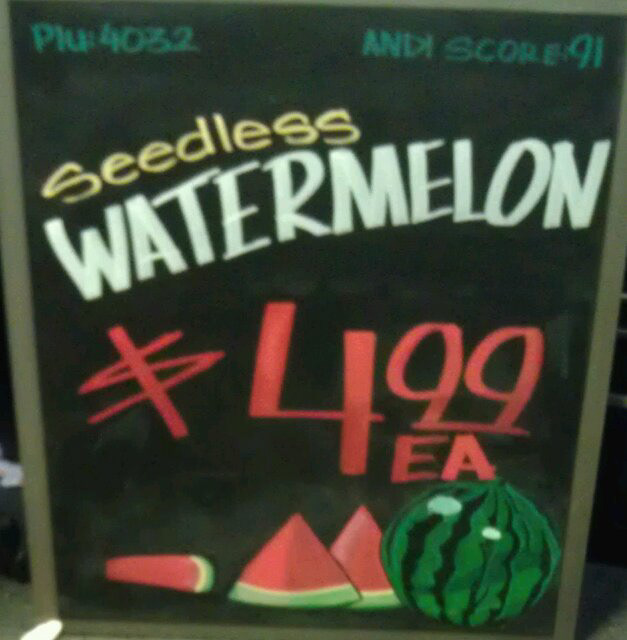 PLU:4032 ANDI SCORE:91
Seedless
WATERMELON
$4.99
EA